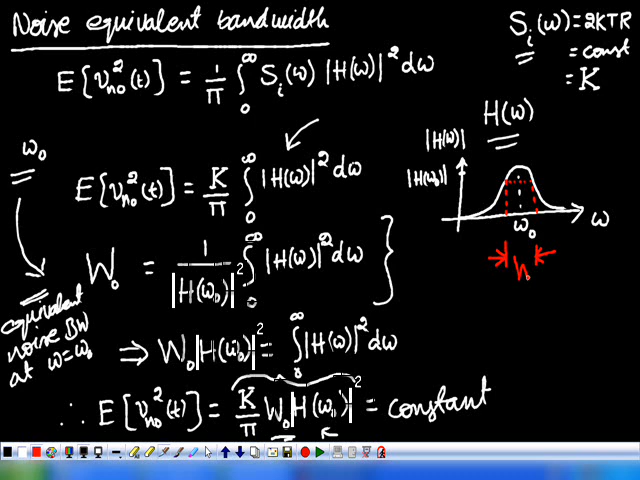 Noise equivalent bandwidth
S_i(ω) = 2KTR
= const
= K
E{v_no²(t)} = 1/π ∫₀^∞ S_i(ω) |H(ω)|² dω
H(ω)
|H(ω)|
|H(ω₀)|
ω
ω₀
ω₀
E{v_no²(t)} = K/π ∫₀^∞ |H(ω)|² dω
W₀ = 1/|H(ω₀)|² ∫₀^∞ |H(ω)|² dω }
equivalent
noise BW
at ω=ω₀
⇒ W₀|H(ω₀)|² = ∫₀^∞ |H(ω)|² dω
∴ E{v_no²(t)} = K/π W₀|H(ω₀)|² = constant